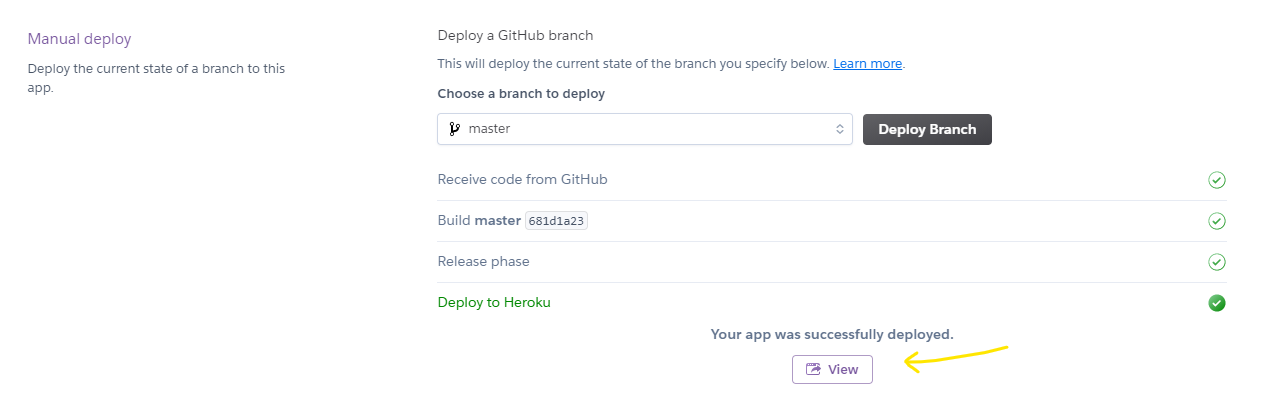 Manual deploy
Deploy the current state of a branch to this
app.
Deploy a GitHub branch
This will deploy the current state of the branch you specify below. Learn more.
Choose a branch to deploy
master
Deploy Branch
Receive code from GitHub
Build master 681d1a23
Release phase
Deploy to Heroku
Your app was successfully deployed.
View